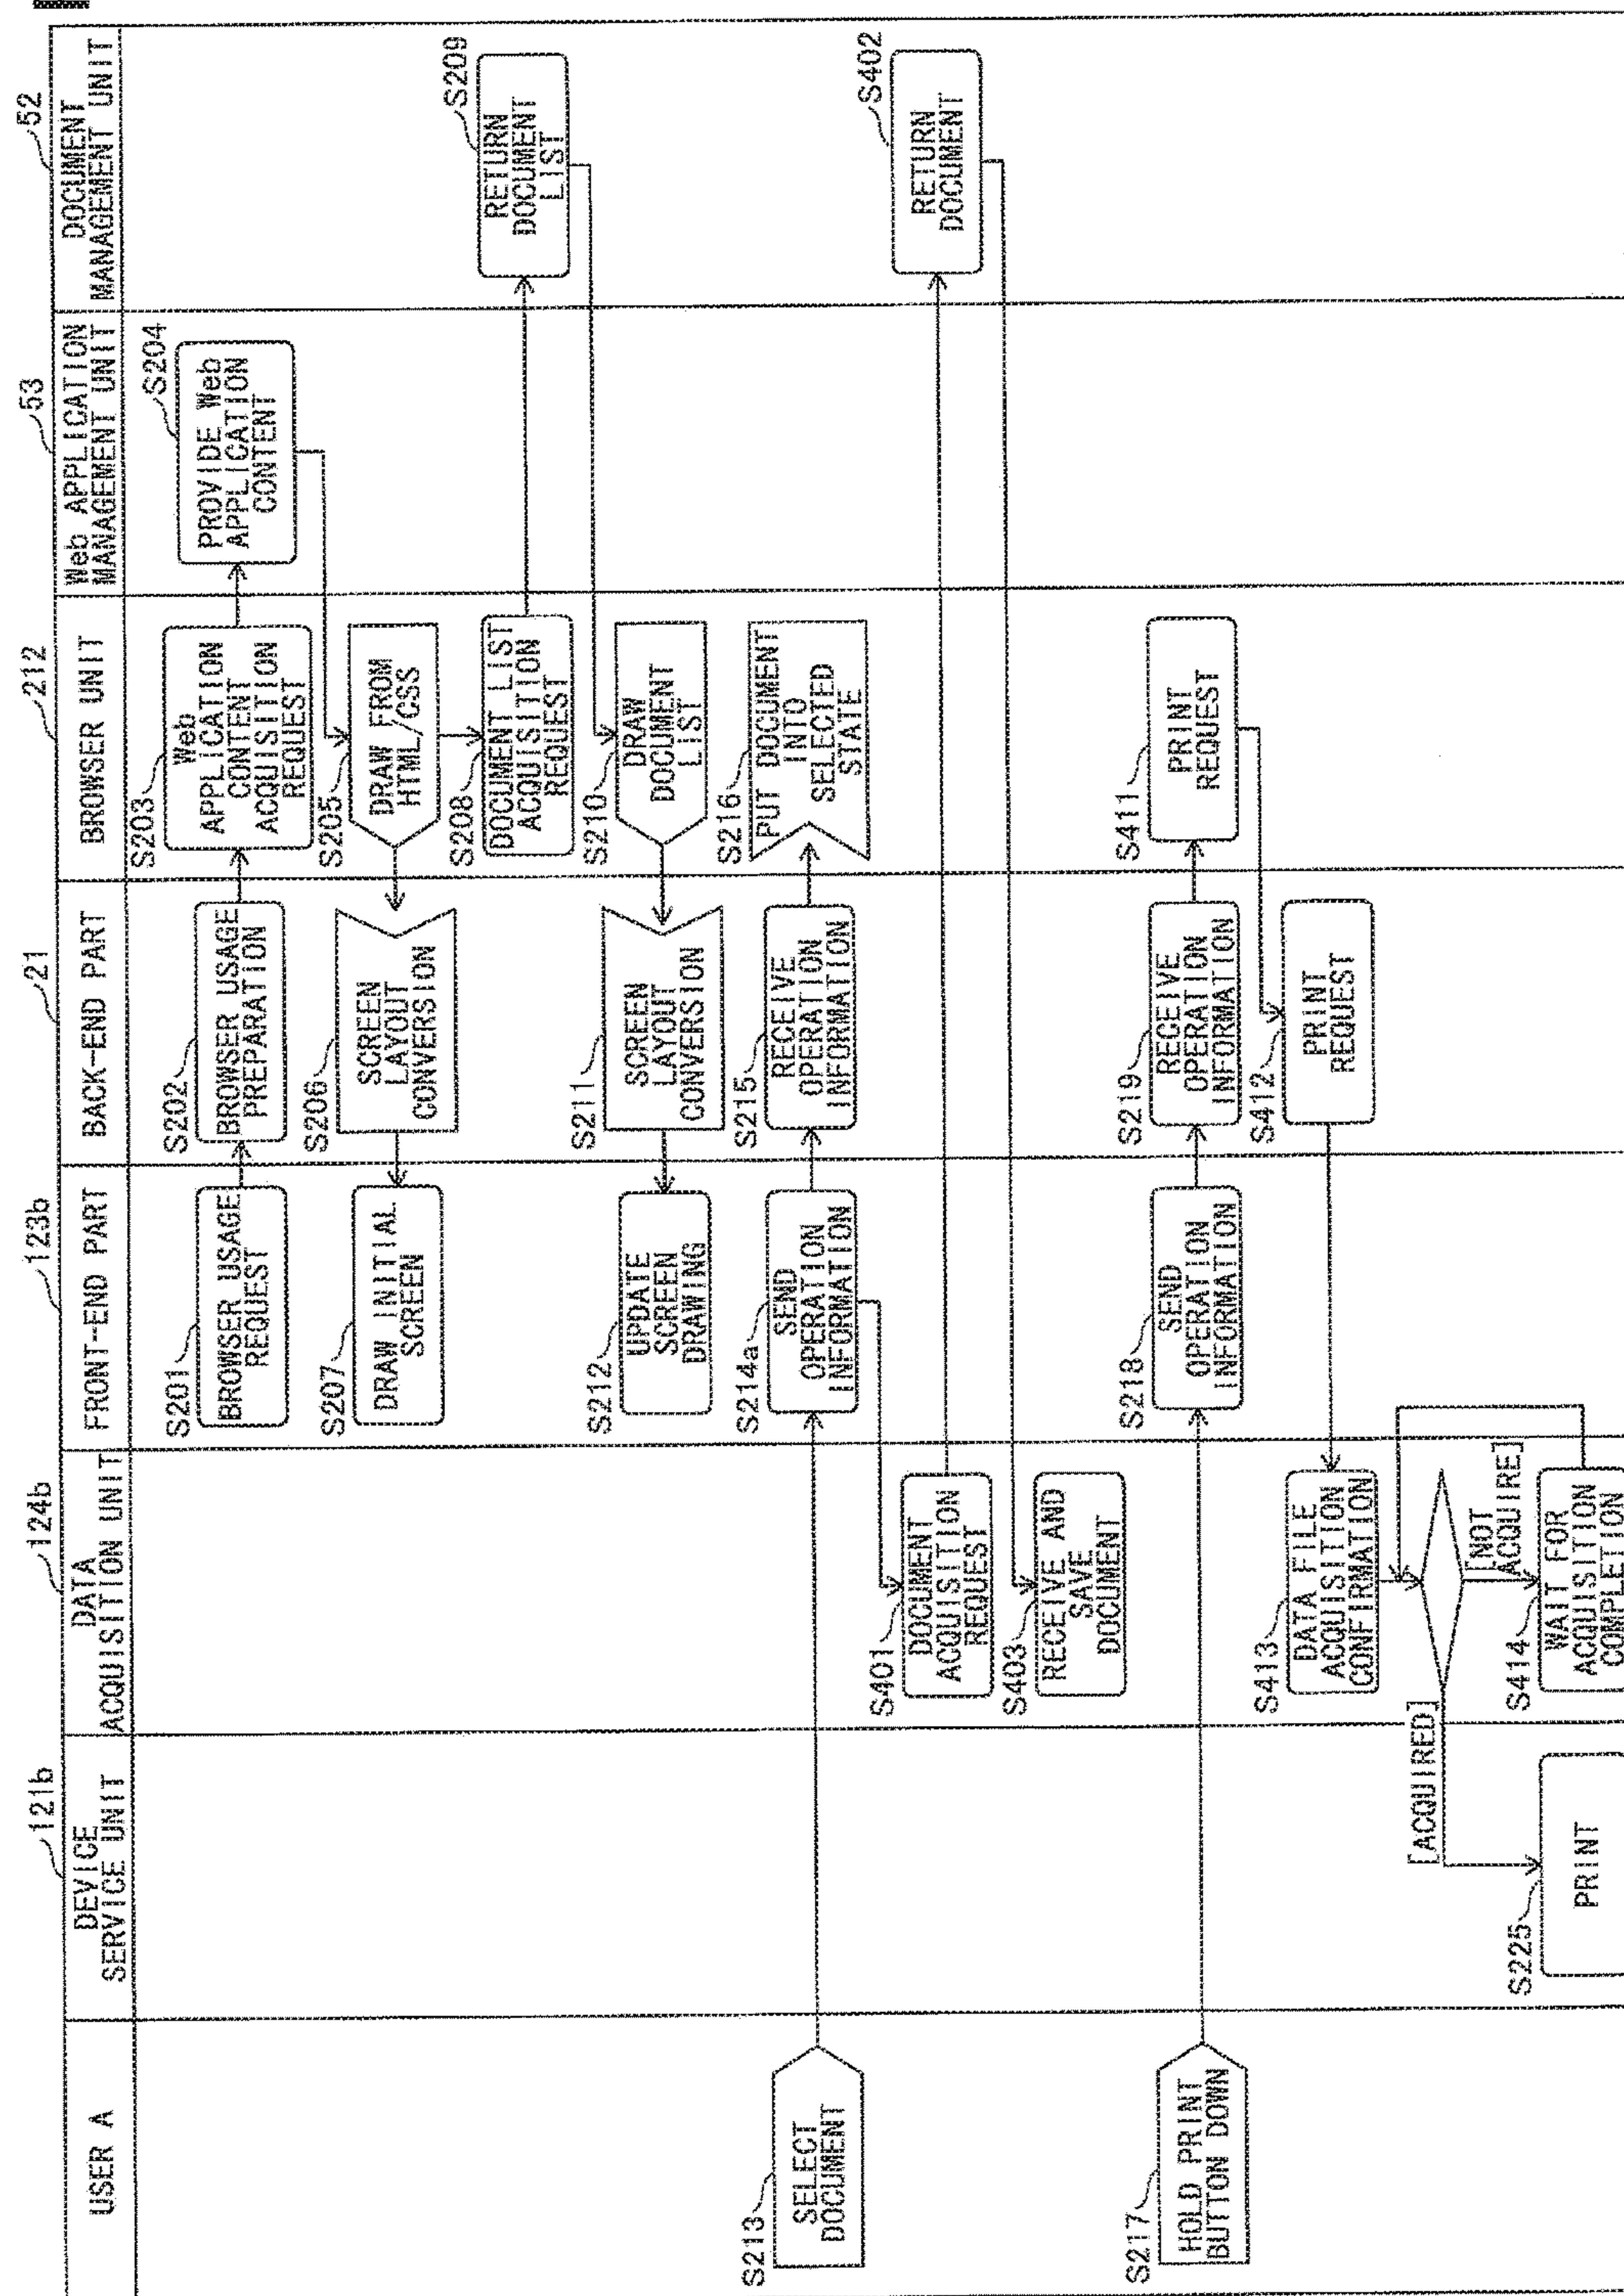 USER A
121b
DEVICE
SERVICE UNIT
124b
DATA
ACQUISITION UNIT
123b
FRONT-END PART
21
BACK-END PART
212
BROWSER UNIT
53
Web APPLICATION
MANAGEMENT UNIT
52
DOCUMENT
MANAGEMENT UNIT
S201
BROWSER USAGE
REQUEST
S202
BROWSER USAGE
PREPARATION
S203
Web
APPLICATION
CONTENT
ACQUISITION
REQUEST
S204
PROVIDE Web
APPLICATION
CONTENT
S205
DRAW FROM
HTML/CSS
S206
SCREEN
LAYOUT
CONVERSION
S207
DRAW INITIAL
SCREEN
S208
DOCUMENT LIST
ACQUISITION
REQUEST
S209
RETURN
DOCUMENT
LIST
S210
DRAW
DOCUMENT
LIST
S211
SCREEN
LAYOUT
CONVERSION
S212
UPDATE
SCREEN
DRAWING
S213
SELECT
DOCUMENT
S214a
SEND
OPERATION
INFORMATION
S215
RECEIVE
OPERATION
INFORMATION
S216
PUT DOCUMENT
INTO
SELECTED
STATE
S401
DOCUMENT
ACQUISITION
REQUEST
S402
RETURN
DOCUMENT
S403
RECEIVE AND
SAVE
DOCUMENT
S217
HOLD PRINT
BUTTON DOWN
S218
SEND
OPERATION
INFORMATION
S219
RECEIVE
OPERATION
INFORMATION
S411
PRINT
REQUEST
S412
PRINT
REQUEST
S413
DATA FILE
ACQUISITION
CONFIRMATION
[ACQUIRED]
[NOT
ACQUIRE]
S414
WAIT FOR
ACQUISITION
COMPLETION
S225
PRINT